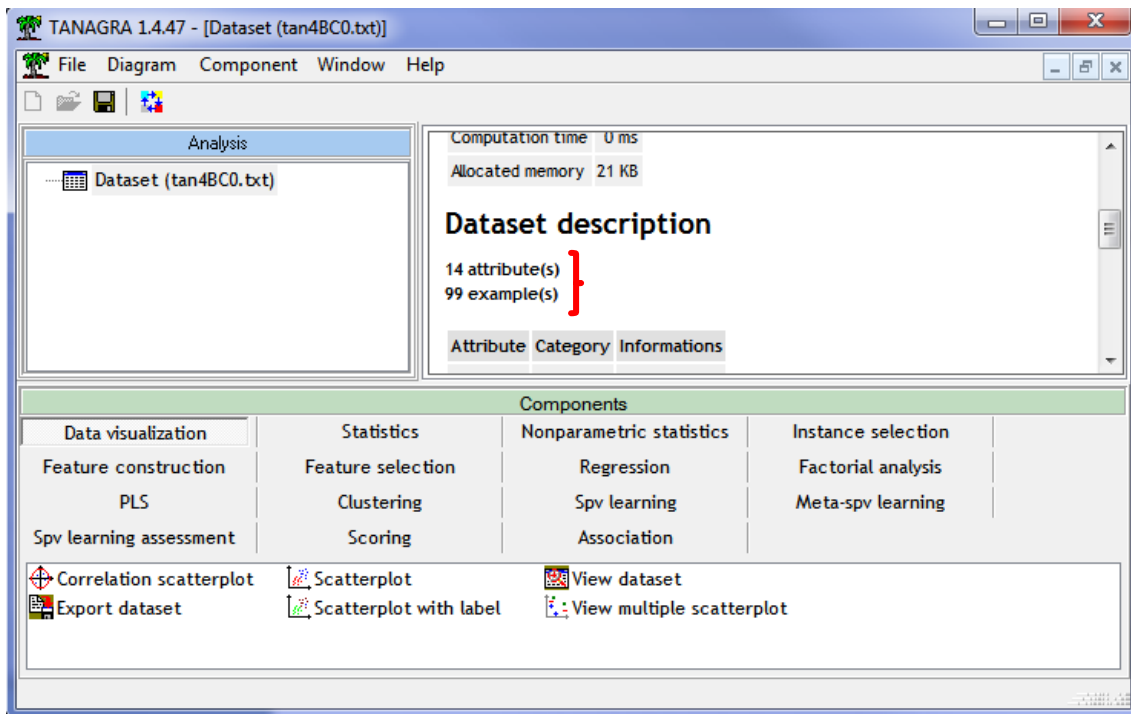 TANAGRA 1.4.47 - [Dataset (tan4BC0.txt)]
File Diagram Component Window Help
Analysis
Dataset (tan4BC0.txt)
Computation time 0 ms
Allocated memory 21 KB
Dataset description
14 attribute(s)
99 example(s)
Attribute Category Informations
Components
Data visualization Statistics Nonparametric statistics Instance selection
Feature construction Feature selection Regression Factorial analysis
PLS Clustering Spv learning Meta-spv learning
Spv learning assessment Scoring Association
Correlation scatterplot Scatterplot View dataset
Export dataset Scatterplot with label View multiple scatterplot